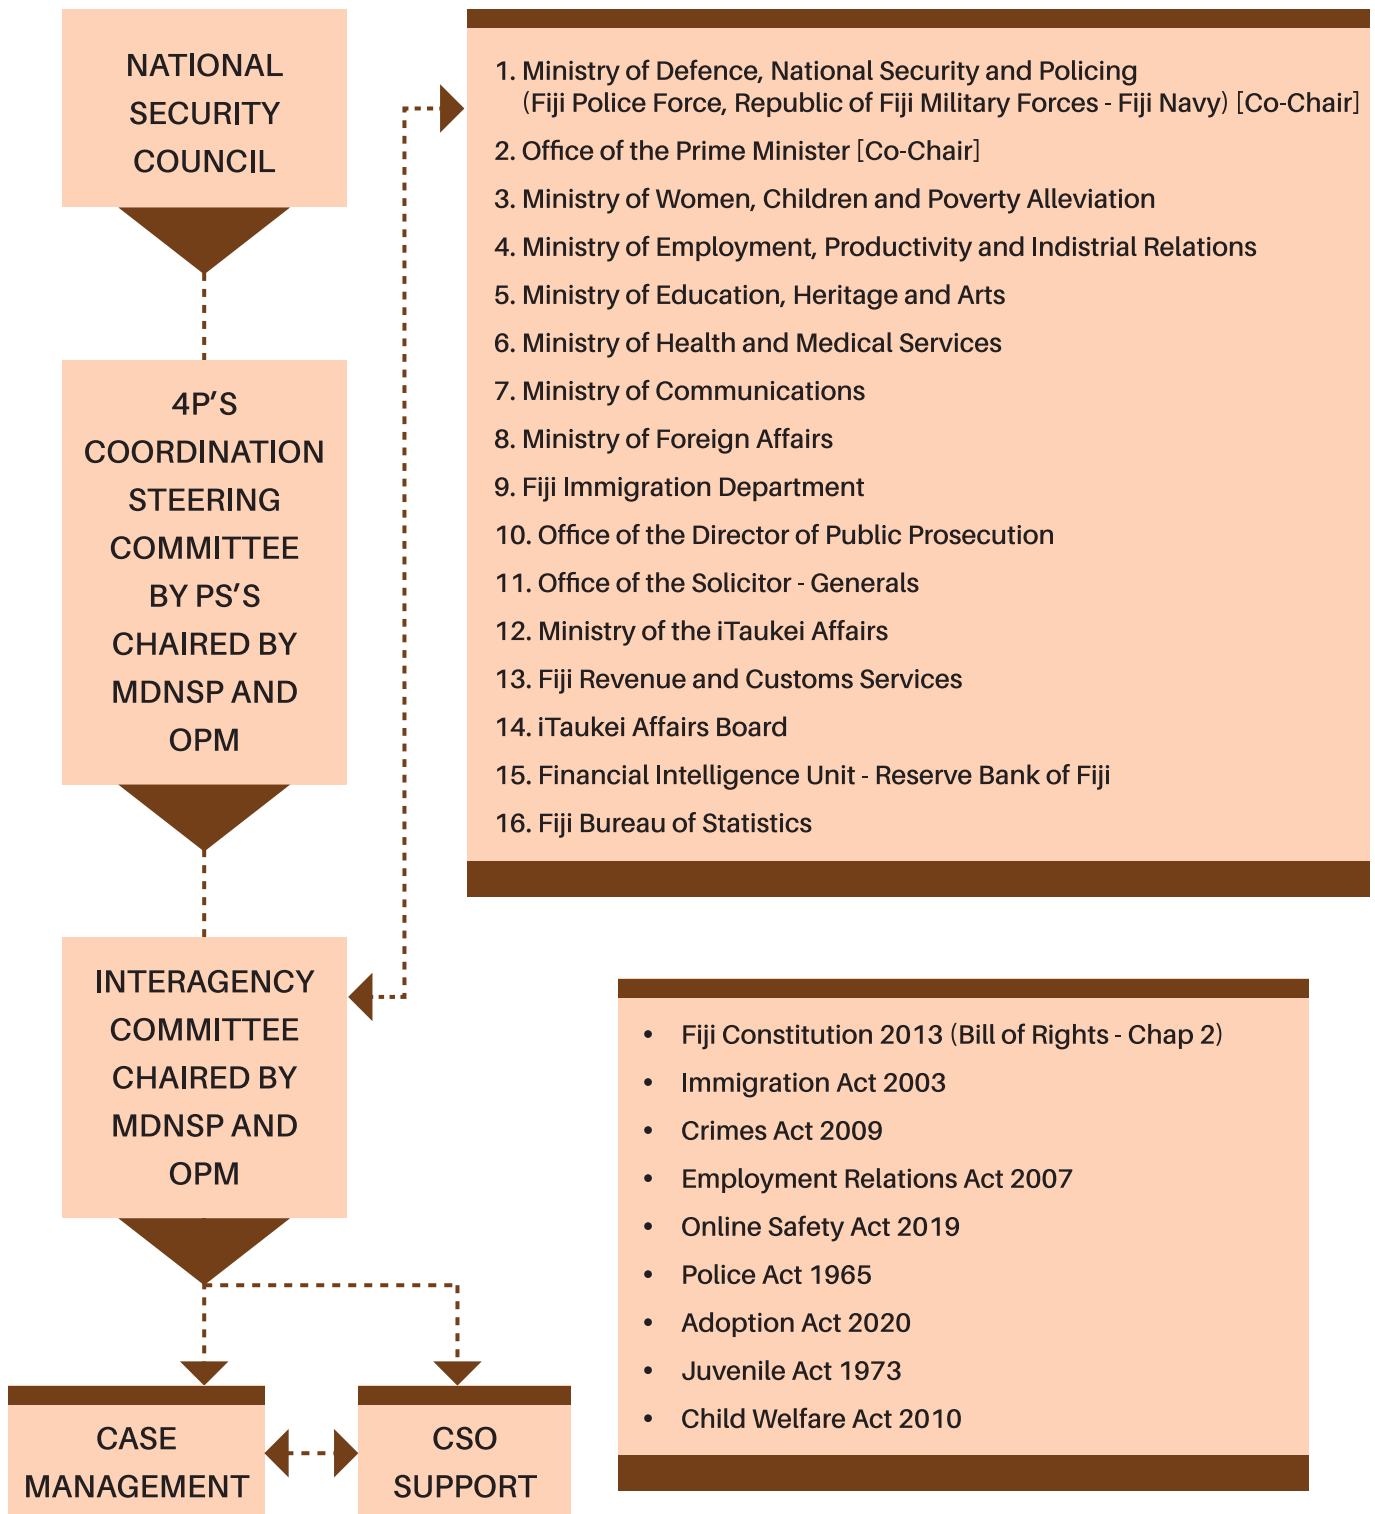 NATIONAL
SECURITY
COUNCIL
4P’S
COORDINATION
STEERING
COMMITTEE
BY PS’S
CHAIRED BY
MDNSP AND
OPM
INTERAGENCY
COMMITTEE
CHAIRED BY
MDNSP AND
OPM
CASE
MANAGEMENT
CSO
SUPPORT
1. Ministry of Defence, National Security and Policing
(Fiji Police Force, Republic of Fiji Military Forces - Fiji Navy) [Co-Chair]
2. Office of the Prime Minister [Co-Chair]
3. Ministry of Women, Children and Poverty Alleviation
4. Ministry of Employment, Productivity and Indistrial Relations
5. Ministry of Education, Heritage and Arts
6. Ministry of Health and Medical Services
7. Ministry of Communications
8. Ministry of Foreign Affairs
9. Fiji Immigration Department
10. Office of the Director of Public Prosecution
11. Office of the Solicitor - Generals
12. Ministry of the iTaukei Affairs
13. Fiji Revenue and Customs Services
14. iTaukei Affairs Board
15. Financial Intelligence Unit - Reserve Bank of Fiji
16. Fiji Bureau of Statistics
• Fiji Constitution 2013 (Bill of Rights - Chap 2)
• Immigration Act 2003
• Crimes Act 2009
• Employment Relations Act 2007
• Online Safety Act 2019
• Police Act 1965
• Adoption Act 2020
• Juvenile Act 1973
• Child Welfare Act 2010